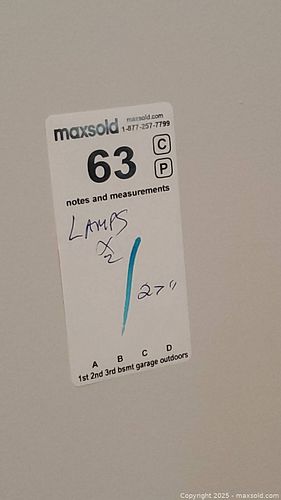 maxsold maxsold.com
1-877-257-7799
63 C
P
notes and measurements
LAMPS
x2
27"
A B C D
1st 2nd 3rd bsmt garage outdoors
Copyright 2025 - maxsold.com